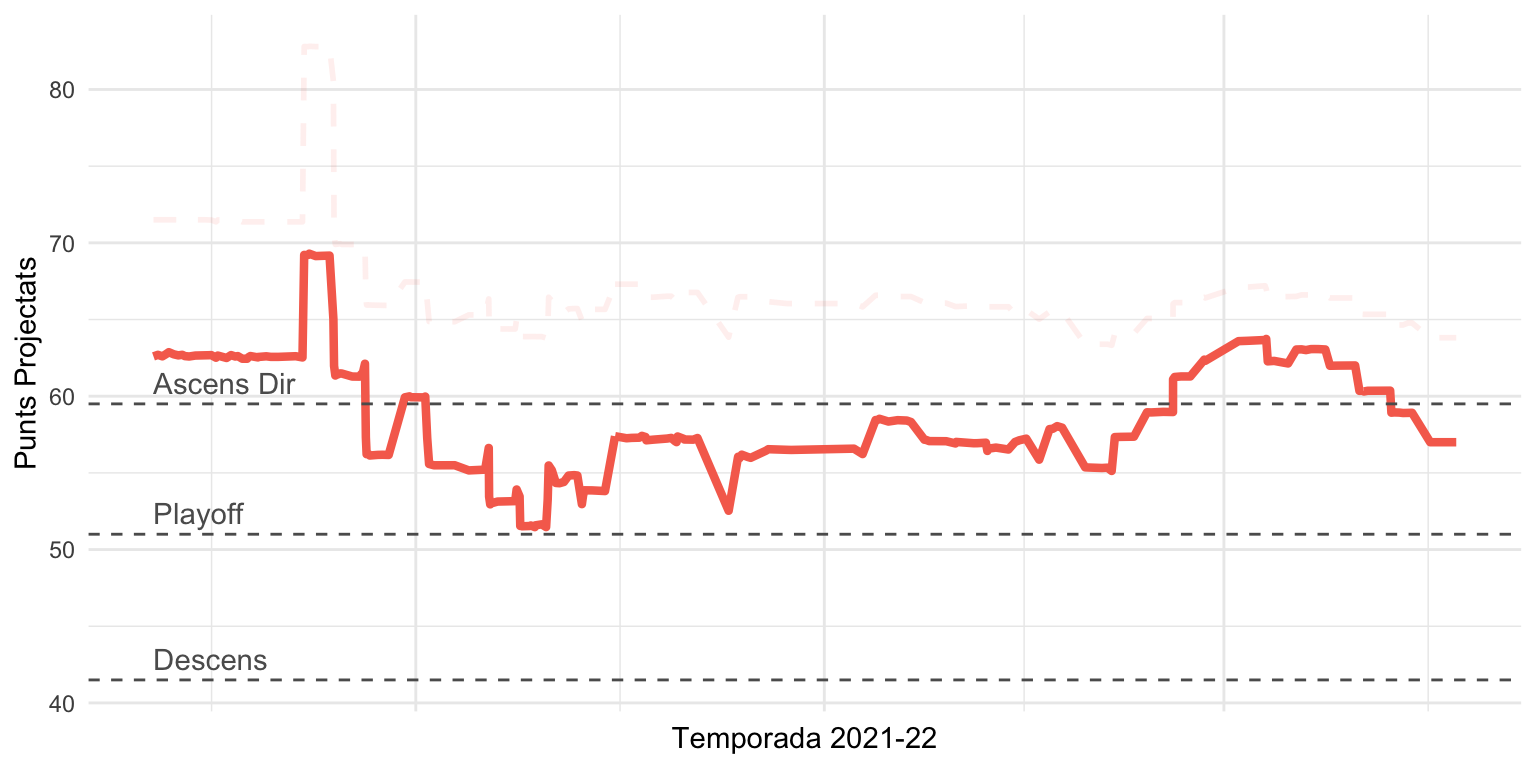 80
70
60
50
40
Punts Projectats
Ascens Dir
Playoff
Descens
Temporada 2021-22